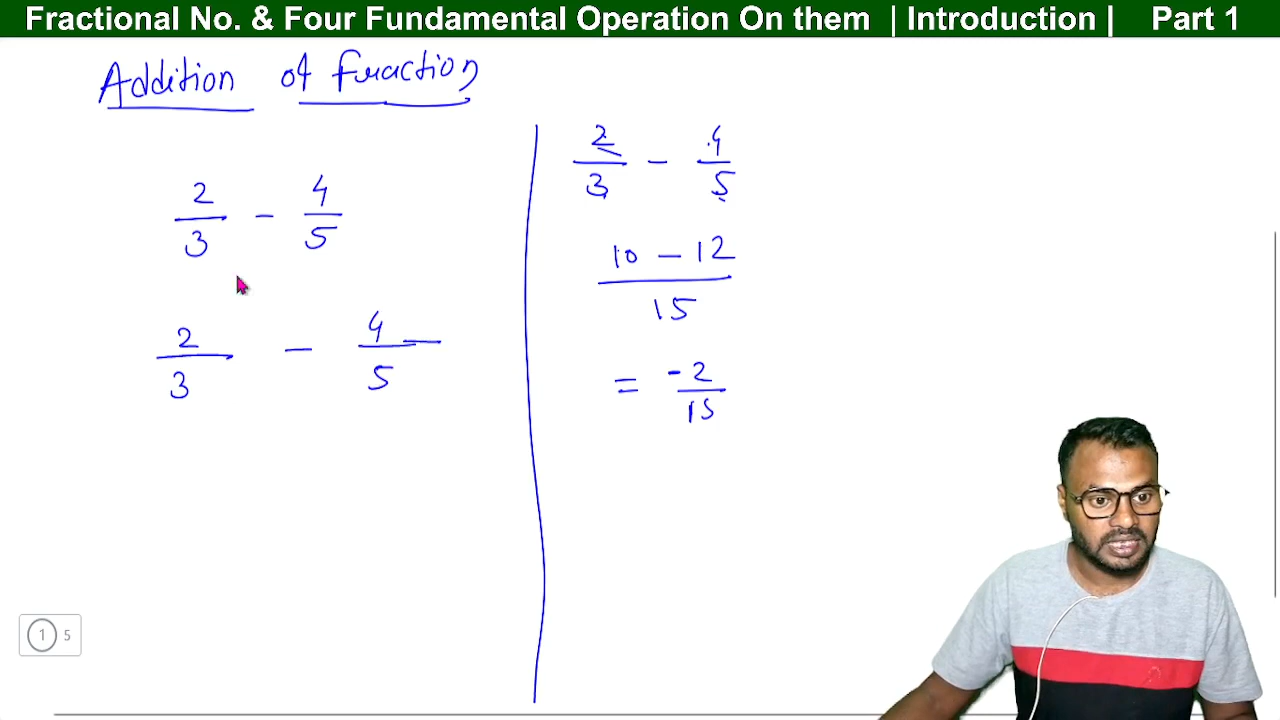 Fractional No. & Four Fundamental Operation On them | Introduction | Part 1
Addition of fraction
2/3 - 4/5
2/3 - 4/5
2/3 - 4/5
10 - 12/15
= -2/15
1 5